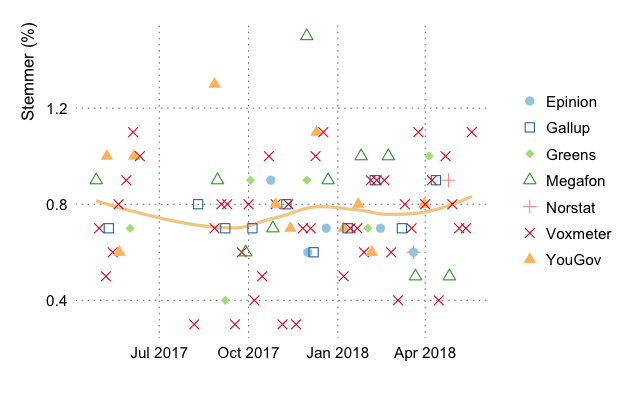 Stemmer (%)
1.2
0.8
0.4
Jul 2017
Oct 2017
Jan 2018
Apr 2018
Epinion
Gallup
Greens
Megafon
Norstat
Voxmeter
YouGov